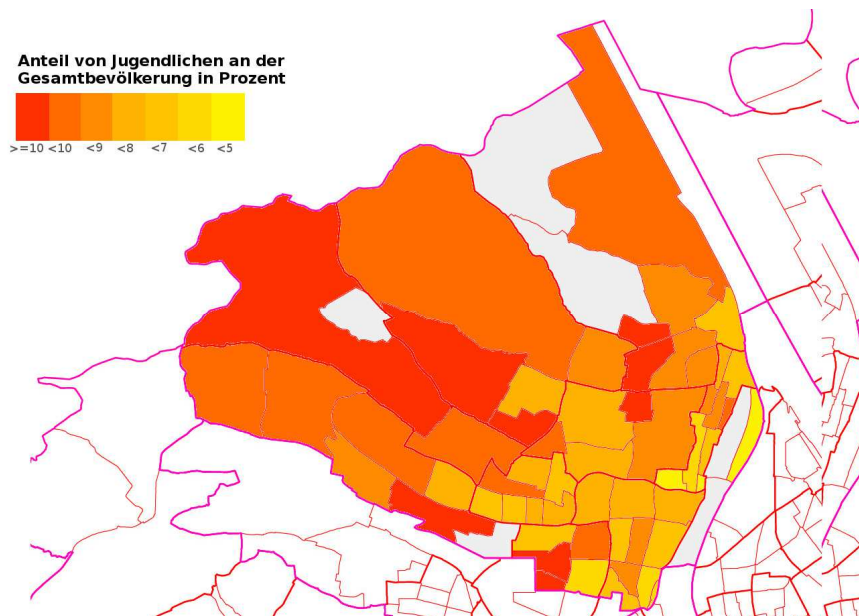 Anteil von Jugendlichen an der
Gesamtbevölkerung in Prozent
>=10 <10 <9 <8 <7 <6 <5